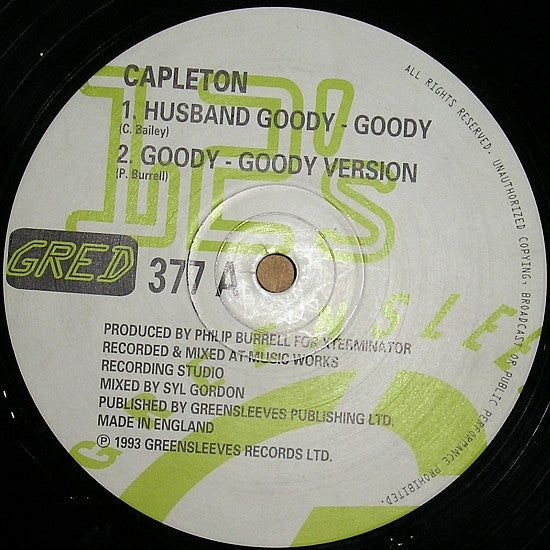 12's
CAPLETON
1. HUSBAND GOODY - GOODY
(C. Bailey)
2. GOODY - GOODY VERSION
(P. Burrell)
GRED
377 A
PRODUCED BY PHILIP BURRELL FOR XTERMINATOR
RECORDED & MIXED AT MUSIC WORKS
RECORDING STUDIO
MIXED BY SYL GORDON
PUBLISHED BY GREENSLEEVES PUBLISHING LTD.
MADE IN ENGLAND
℗ 1993 GREENSLEEVES RECORDS LTD.
ALL RIGHTS RESERVED. UNAUTHORIZED COPYING, BROADCAST OR PUBLIC PERFORMANCE PROHIBITED.